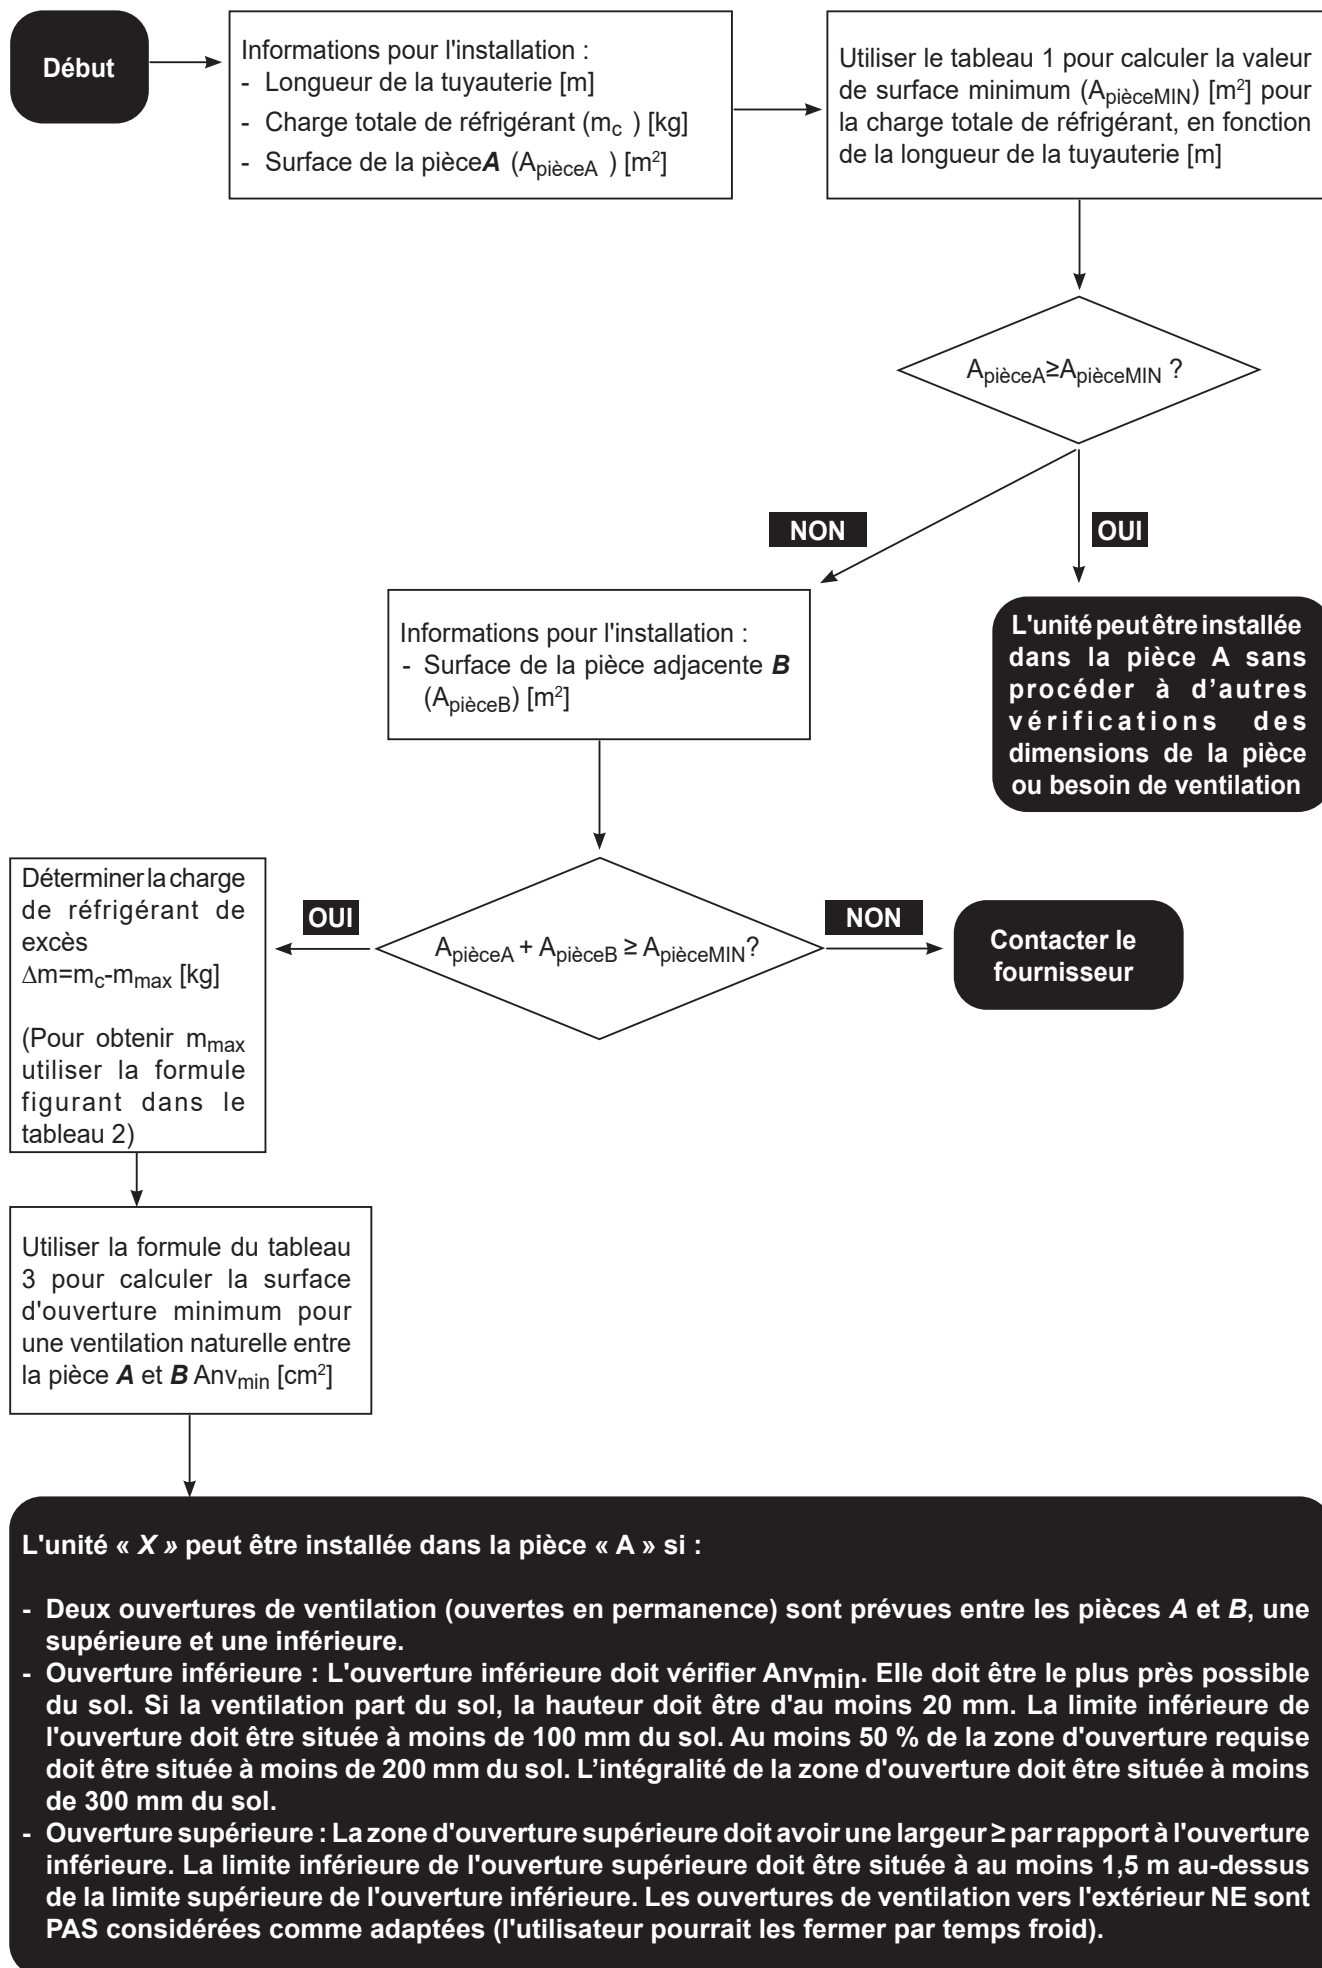 Début
Informations pour l'installation :
- Longueur de la tuyauterie [m]
- Charge totale de réfrigérant (mc ) [kg]
- Surface de la pièceA (ApièceA ) [m²]
Utiliser le tableau 1 pour calculer la valeur
de surface minimum (ApièceMIN) [m²] pour
la charge totale de réfrigérant, en fonction
de la longueur de la tuyauterie [m]
ApièceA≥ApièceMIN ?
NON
OUI
Informations pour l'installation :
- Surface de la pièce adjacente B
(ApièceB) [m²]
L'unité peut être installée
dans la pièce A sans
procéder à d’autres
vérifications des
dimensions de la pièce
ou besoin de ventilation
Déterminer la charge
de réfrigérant de
excès
Δm=mc-mmax [kg]
(Pour obtenir mmax
utiliser la formule
figurant dans le
tableau 2)
OUI
ApièceA + ApièceB ≥ ApièceMIN?
NON
Contacter le
fournisseur
Utiliser la formule du tableau
3 pour calculer la surface
d'ouverture minimum pour
une ventilation naturelle entre
la pièce A et B Anvmin [cm²]
L'unité « X » peut être installée dans la pièce « A » si :
- Deux ouvertures de ventilation (ouvertes en permanence) sont prévues entre les pièces A et B, une
supérieure et une inférieure.
- Ouverture inférieure : L'ouverture inférieure doit vérifier Anvmin. Elle doit être le plus près possible
du sol. Si la ventilation part du sol, la hauteur doit être d'au moins 20 mm. La limite inférieure de
l'ouverture doit être située à moins de 100 mm du sol. Au moins 50 % de la zone d'ouverture requise
doit être située à moins de 200 mm du sol. L’intégralité de la zone d'ouverture doit être située à moins
de 300 mm du sol.
- Ouverture supérieure : La zone d'ouverture supérieure doit avoir une largeur ≥ par rapport à l'ouverture
inférieure. La limite inférieure de l'ouverture supérieure doit être située à au moins 1,5 m au-dessus
de la limite supérieure de l'ouverture inférieure. Les ouvertures de ventilation vers l'extérieur NE sont
PAS considérées comme adaptées (l'utilisateur pourrait les fermer par temps froid).